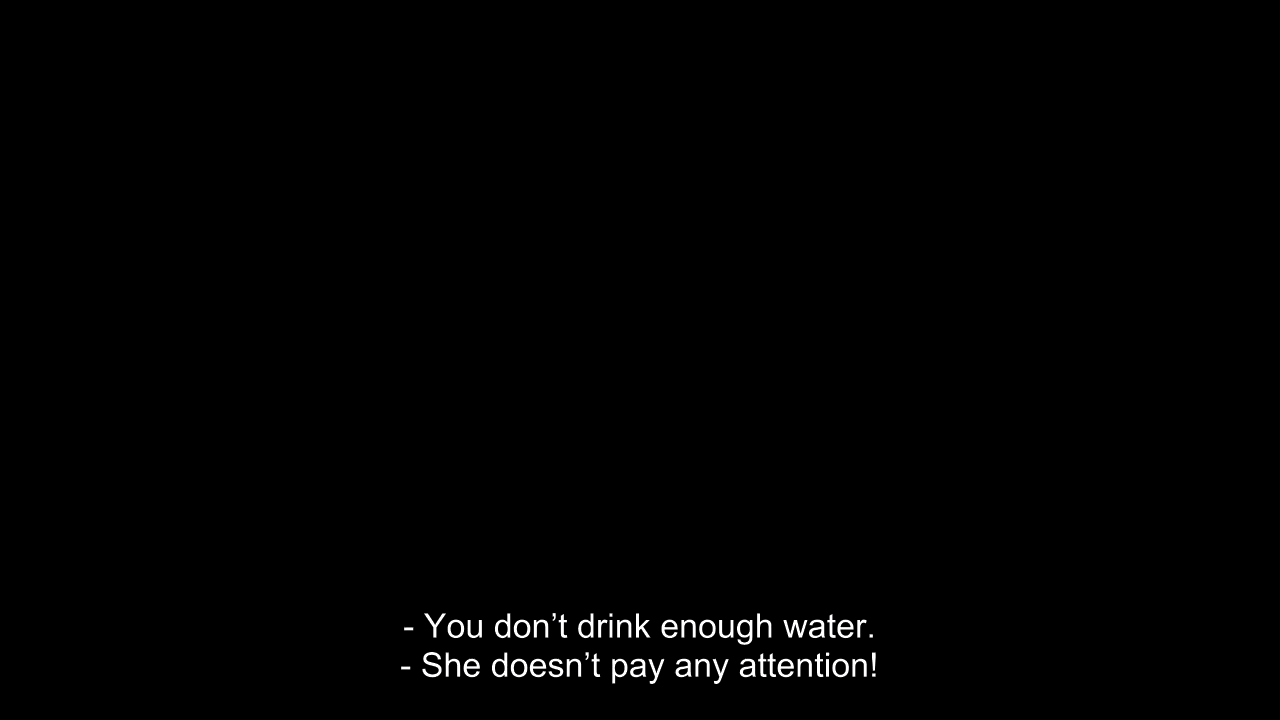 - You don’t drink enough water.
- She doesn’t pay any attention!